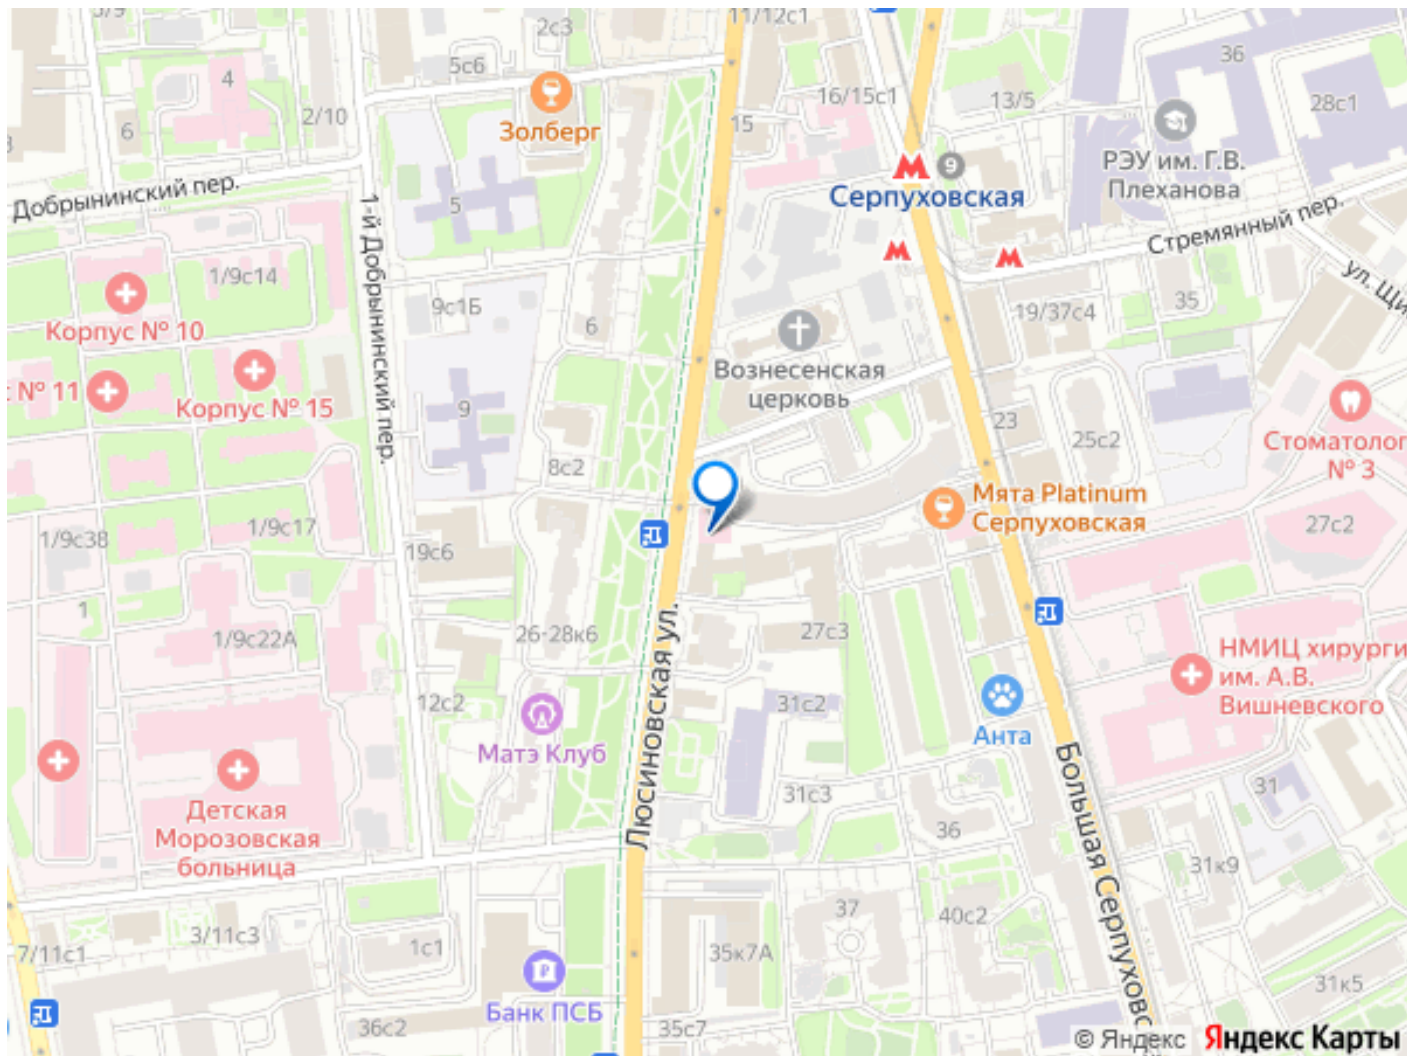 2с3
11/12с1
5с6
4
2/10
6
Золберг
15
16/15с1
13/5
36
28с1
9
РЭУ им. Г.В.
Плеханова
Серпуховская
Добрынинский пер.
1-й Добрынинский пер.
5
Стремянный пер.
1/9с14
9с1Б
6
Корпус № 10
35
19/37с4
Вознесенская
церковь
№ 11
Корпус № 15
9
8с2
23
25с2
Стоматолог
№ 3
Мята Platinum
Серпуховская
1/9с38
1/9с17
19с6
27с2
1
1/9с22А
26-28к6
27с3
НМИЦ хирурги
им. А.В.
Вишневского
Люсиновская ул.
12с2
31с2
Матэ Клуб
Анта
Большая Серпуховс
31с3
31
Детская
Морозовская
больница
36
31к9
37
40с2
3/11с3
7/11с1
1с1
35к7А
31к5
Банк ПСБ
36с2
35с7
© Яндекс Яндекс Карты